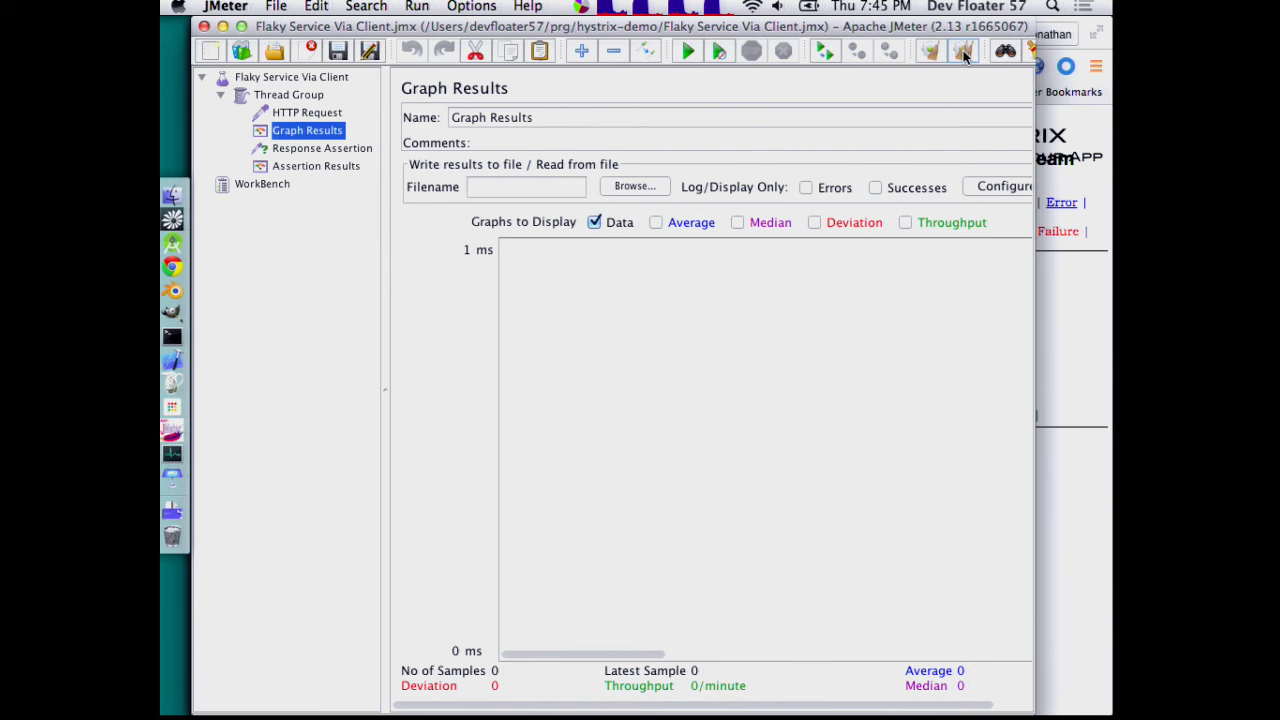 JMeter File Edit Search Run Options Help Thu 7:45 PM Dev Floater 57
Flaky Service Via Client.jmx (/Users/devfloater57/prg/hystrix-demo/Flaky Service Via Client.jmx) - Apache JMeter (2.13 r1665067)
Flaky Service Via Client
Thread Group
HTTP Request
Graph Results
Response Assertion
Assertion Results
WorkBench
Graph Results
Name: Graph Results
Comments:
Write results to file / Read from file
Filename Browse... Log/Display Only: Errors Successes Configure
Graphs to Display Data Average Median Deviation Throughput
1 ms
0 ms
No of Samples 0 Latest Sample 0 Average 0
Deviation 0 Throughput 0/minute Median 0
onathan
er Bookmarks
RIX
eam
| Error |
Failure |